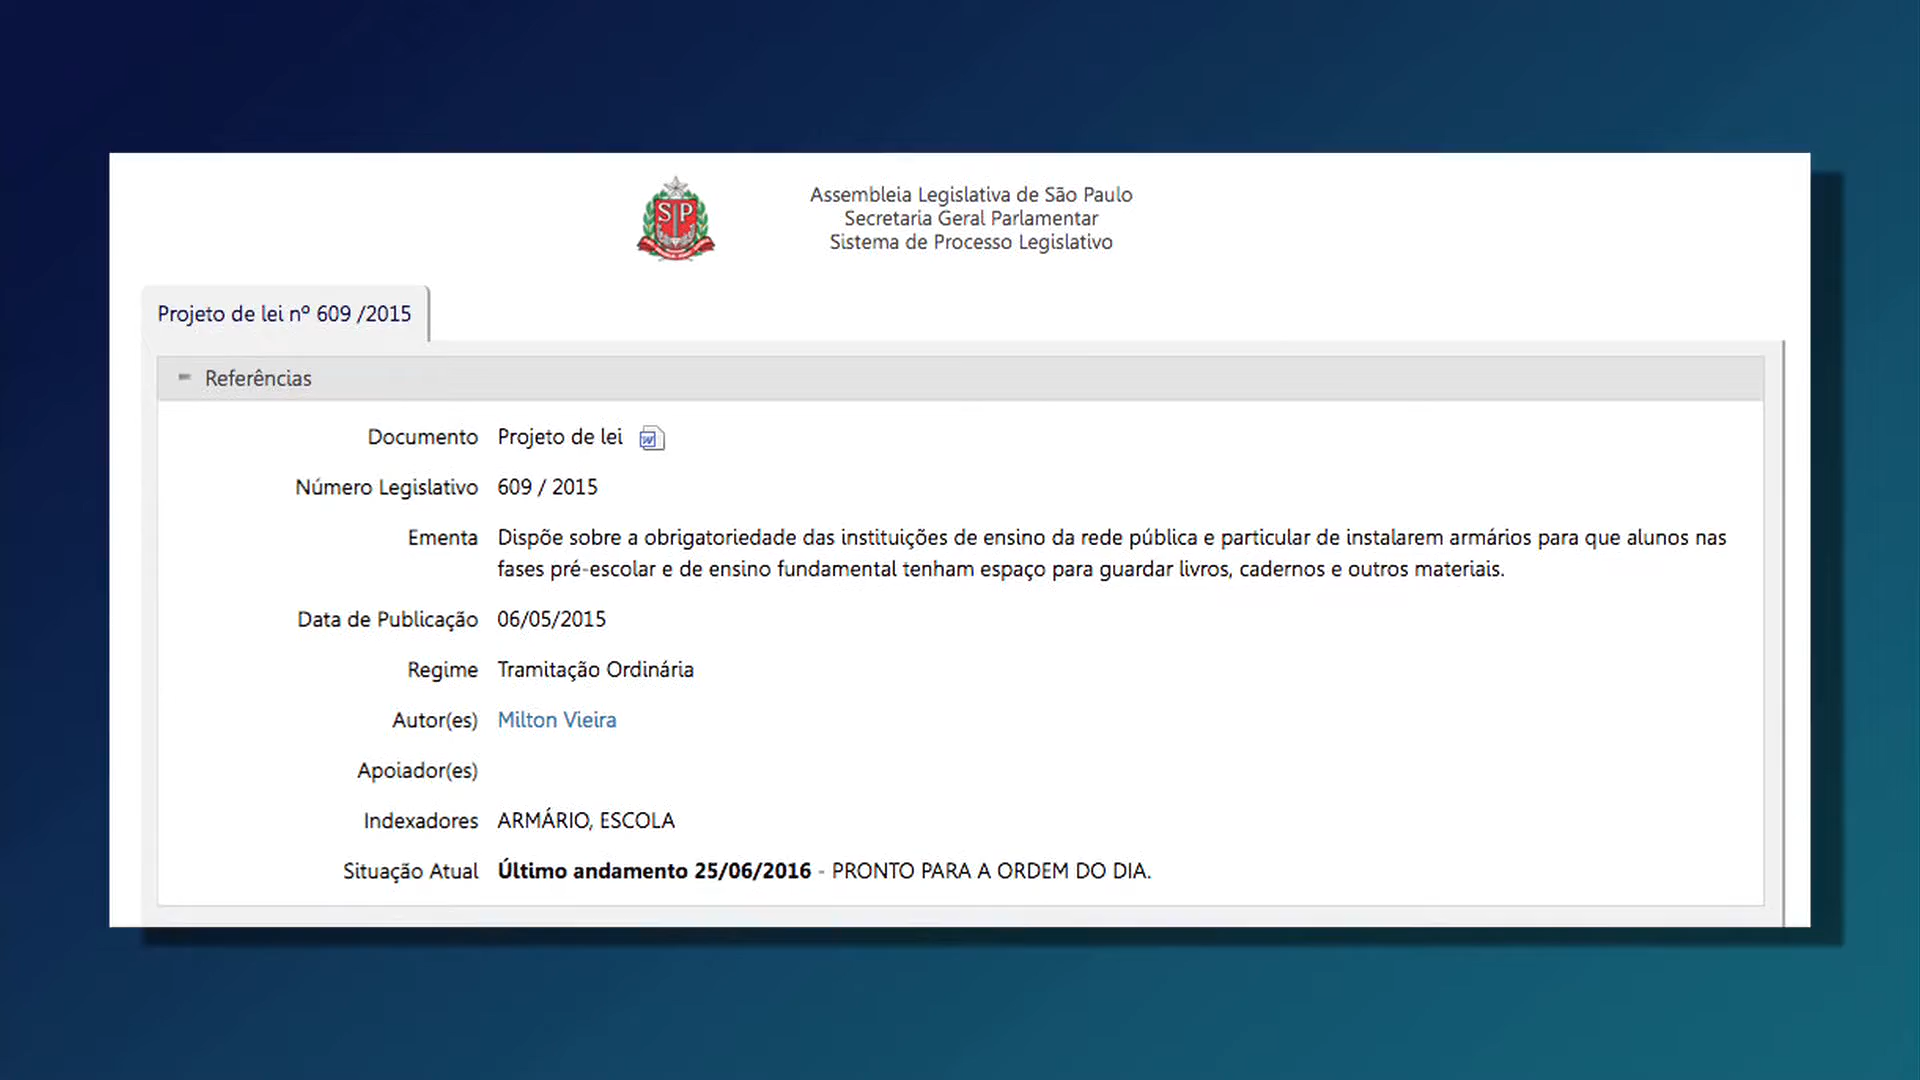 SP
Assembleia Legislativa de São Paulo
Secretaria Geral Parlamentar
Sistema de Processo Legislativo
Projeto de lei nº 609 /2015
Referências
Documento Projeto de lei
Número Legislativo 609 / 2015
Ementa Dispõe sobre a obrigatoriedade das instituições de ensino da rede pública e particular de instalarem armários para que alunos nas
fases pré-escolar e de ensino fundamental tenham espaço para guardar livros, cadernos e outros materiais.
Data de Publicação 06/05/2015
Regime Tramitação Ordinária
Autor(es) Milton Vieira
Apoiador(es)
Indexadores ARMÁRIO, ESCOLA
Situação Atual Último andamento 25/06/2016 - PRONTO PARA A ORDEM DO DIA.